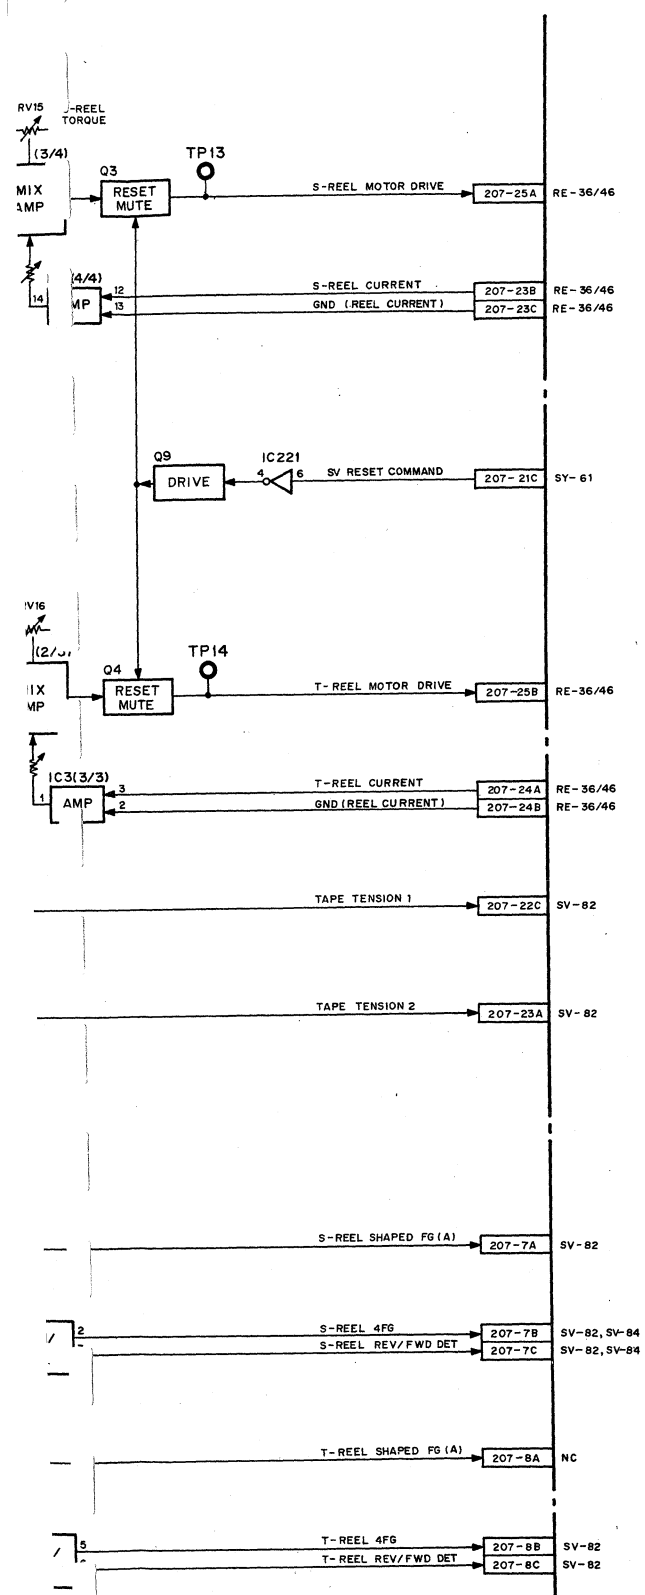 RV15
-REEL
TORQUE
(3/4)
Q3
TP13
MIX
AMP
RESET
MUTE
S-REEL MOTOR DRIVE
207-25A
RE-36/46
(4/4)
14
MP
12
S-REEL CURRENT
207-23B
RE-36/46
13
GND (REEL CURRENT)
207-23C
RE-36/46
Q9
IC221
DRIVE
4
6
SV RESET COMMAND
207-21C
SY-61
V16
(2/
Q4
TP14
IX
MP
RESET
MUTE
T-REEL MOTOR DRIVE
207-25B
RE-36/46
IC3(3/3)
1
AMP
3
T-REEL CURRENT
207-24A
RE-36/46
2
GND (REEL CURRENT)
207-24B
RE-36/46
TAPE TENSION 1
207-22C
SV-82
TAPE TENSION 2
207-23A
SV-82
S-REEL SHAPED FG (A)
207-7A
SV-82
/
2
S-REEL 4FG
207-7B
SV-82, SV-84
S-REEL REV/FWD DET
207-7C
SV-82, SV-84
T-REEL SHAPED FG (A)
207-8A
NC
/
5
T-REEL 4FG
207-8B
SV-82
T-REEL REV/FWD DET
207-8C
SV-82